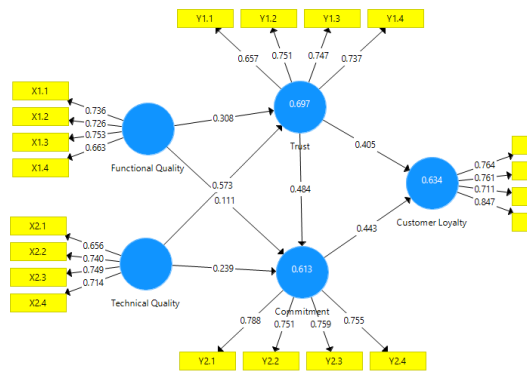 Y1.1 Y1.2 Y1.3 Y1.4
0.657 0.751 0.747 0.737
X1.1
X1.2
X1.3
X1.4
0.736
0.726
0.753
0.663
Functional Quality
0.308
0.697
Trust
0.573
0.111
0.484
0.405
0.634
Customer Loyalty
0.764
0.761
0.711
0.847
X2.1
X2.2
X2.3
X2.4
0.656
0.740
0.749
0.714
Technical Quality
0.239
0.613
Commitment
0.443
0.788 0.751 0.759 0.755
Y2.1 Y2.2 Y2.3 Y2.4